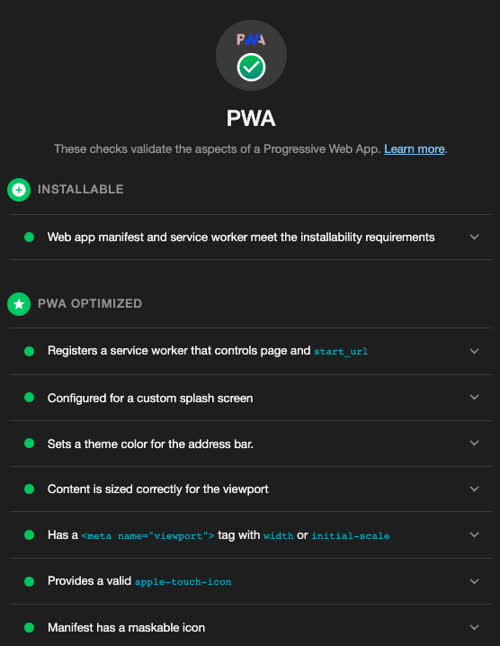 PWA
PWA
These checks validate the aspects of a Progressive Web App. Learn more.
INSTALLABLE
Web app manifest and service worker meet the installability requirements
PWA OPTIMIZED
Registers a service worker that controls page and start_url
Configured for a custom splash screen
Sets a theme color for the address bar.
Content is sized correctly for the viewport
Has a <meta name="viewport"> tag with width or initial-scale
Provides a valid apple-touch-icon
Manifest has a maskable icon